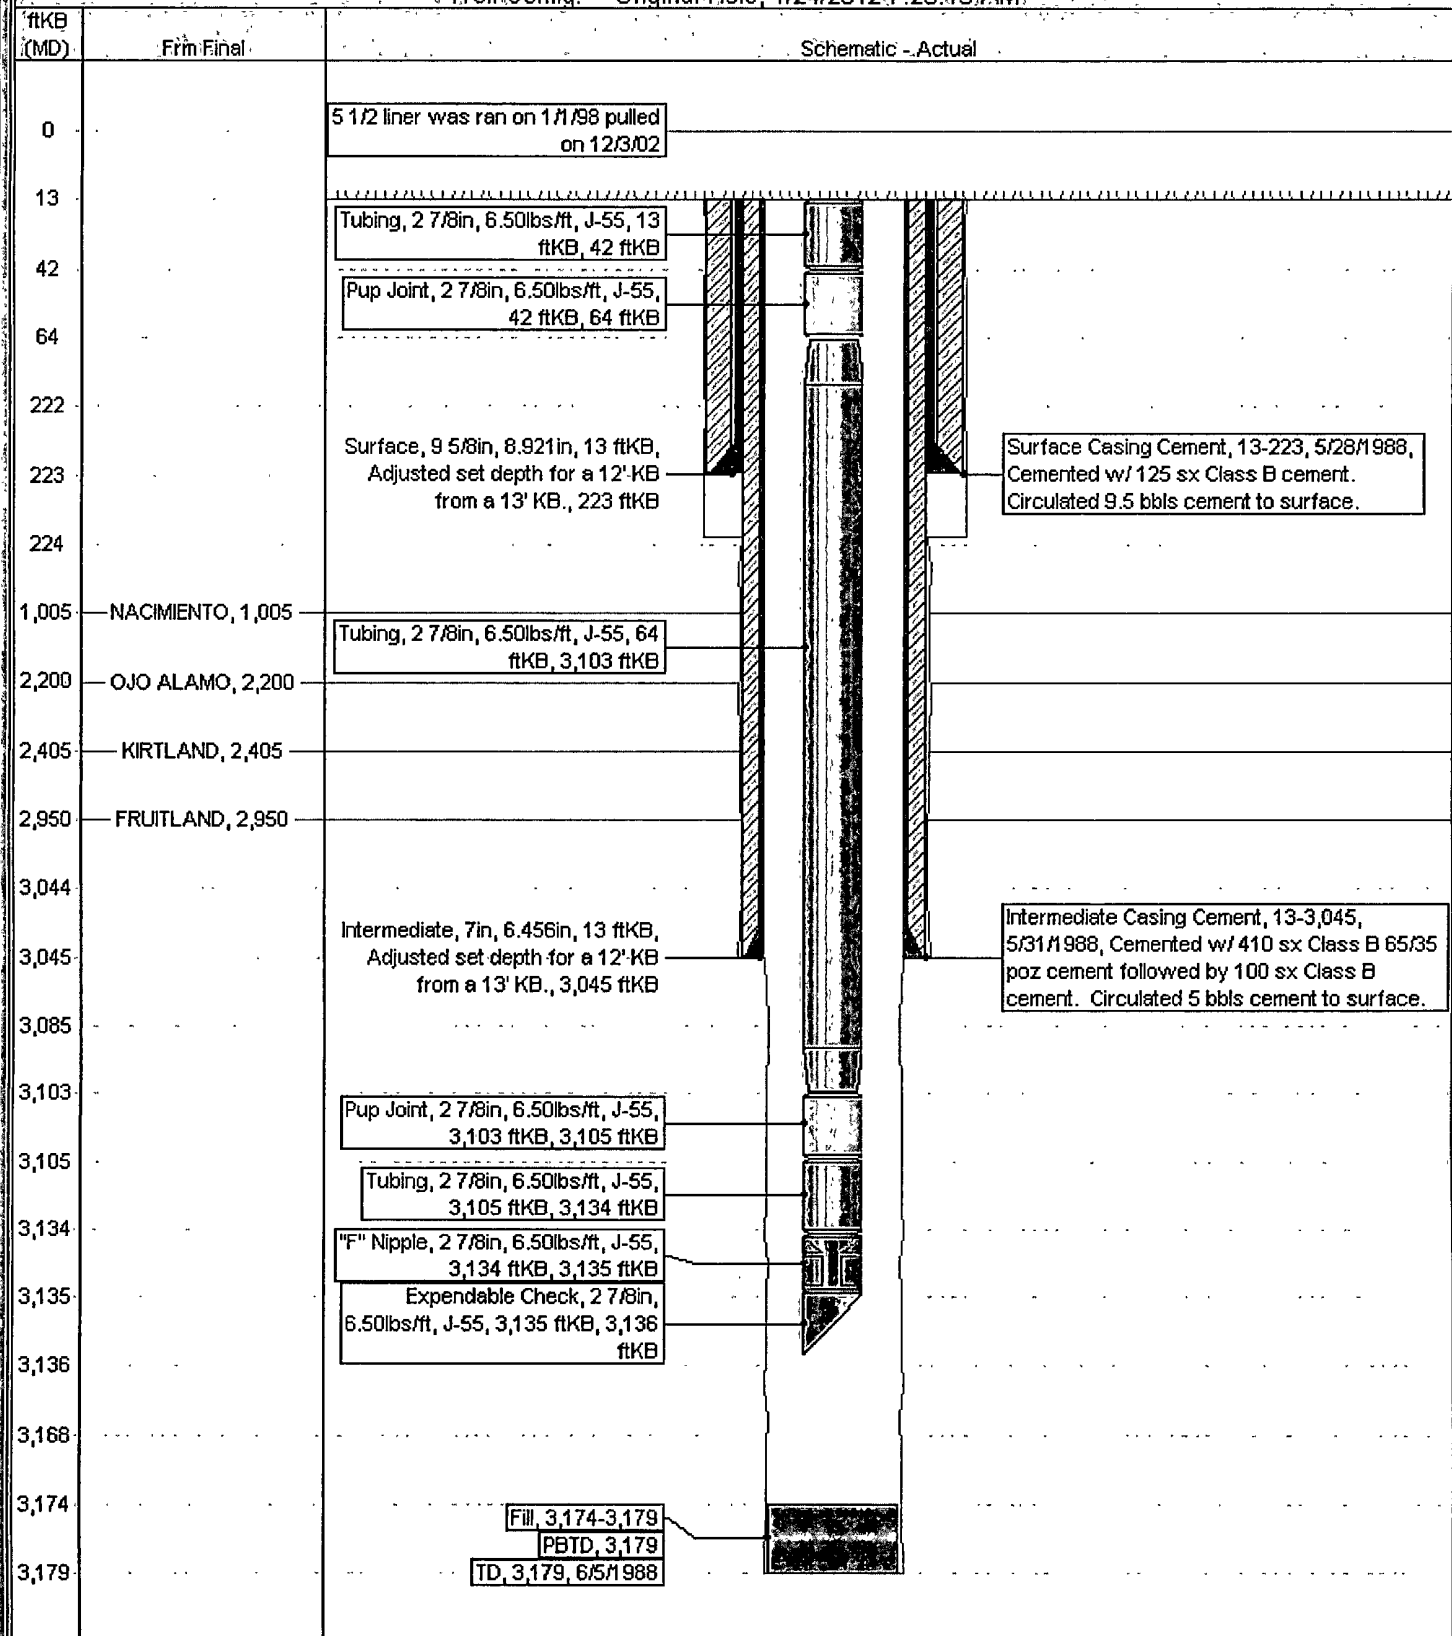 ftKB
(MD)
Frm Final
Schematic - Actual
0
5 1/2 liner was ran on 1/1/98 pulled
on 12/3/02
13
Tubing, 2 7/8in, 6.50lbs/ft, J-55, 13
ftKB, 42 ftKB
42
Pup Joint, 2 7/8in, 6.50lbs/ft, J-55,
42 ftKB, 64 ftKB
64
222
Surface, 9 5/8in, 8.921in, 13 ftKB,
Adjusted set depth for a 12' KB
from a 13' KB., 223 ftKB
Surface Casing Cement, 13-223, 5/28/1988,
Cemented w/ 125 sx Class B cement.
Circulated 9.5 bbls cement to surface.
223
224
1,005
NACIMIENTO, 1,005
Tubing, 2 7/8in, 6.50lbs/ft, J-55, 64
ftKB, 3,103 ftKB
2,200
OJO ALAMO, 2,200
2,405
KIRTLAND, 2,405
2,950
FRUITLAND, 2,950
3,044
Intermediate, 7in, 6.456in, 13 ftKB,
Adjusted set depth for a 12' KB
from a 13' KB., 3,045 ftKB
Intermediate Casing Cement, 13-3,045,
5/31/1988, Cemented w/ 410 sx Class B 65/35
poz cement followed by 100 sx Class B
cement. Circulated 5 bbls cement to surface.
3,045
3,085
3,103
Pup Joint, 2 7/8in, 6.50lbs/ft, J-55,
3,103 ftKB, 3,105 ftKB
3,105
Tubing, 2 7/8in, 6.50lbs/ft, J-55,
3,105 ftKB, 3,134 ftKB
3,134
"F" Nipple, 2 7/8in, 6.50lbs/ft, J-55,
3,134 ftKB, 3,135 ftKB
3,135
Expendable Check, 2 7/8in,
6.50lbs/ft, J-55, 3,135 ftKB, 3,136
ftKB
3,136
3,168
3,174
Fill, 3,174-3,179
PBTD, 3,179
TD, 3,179, 6/5/1988
3,179